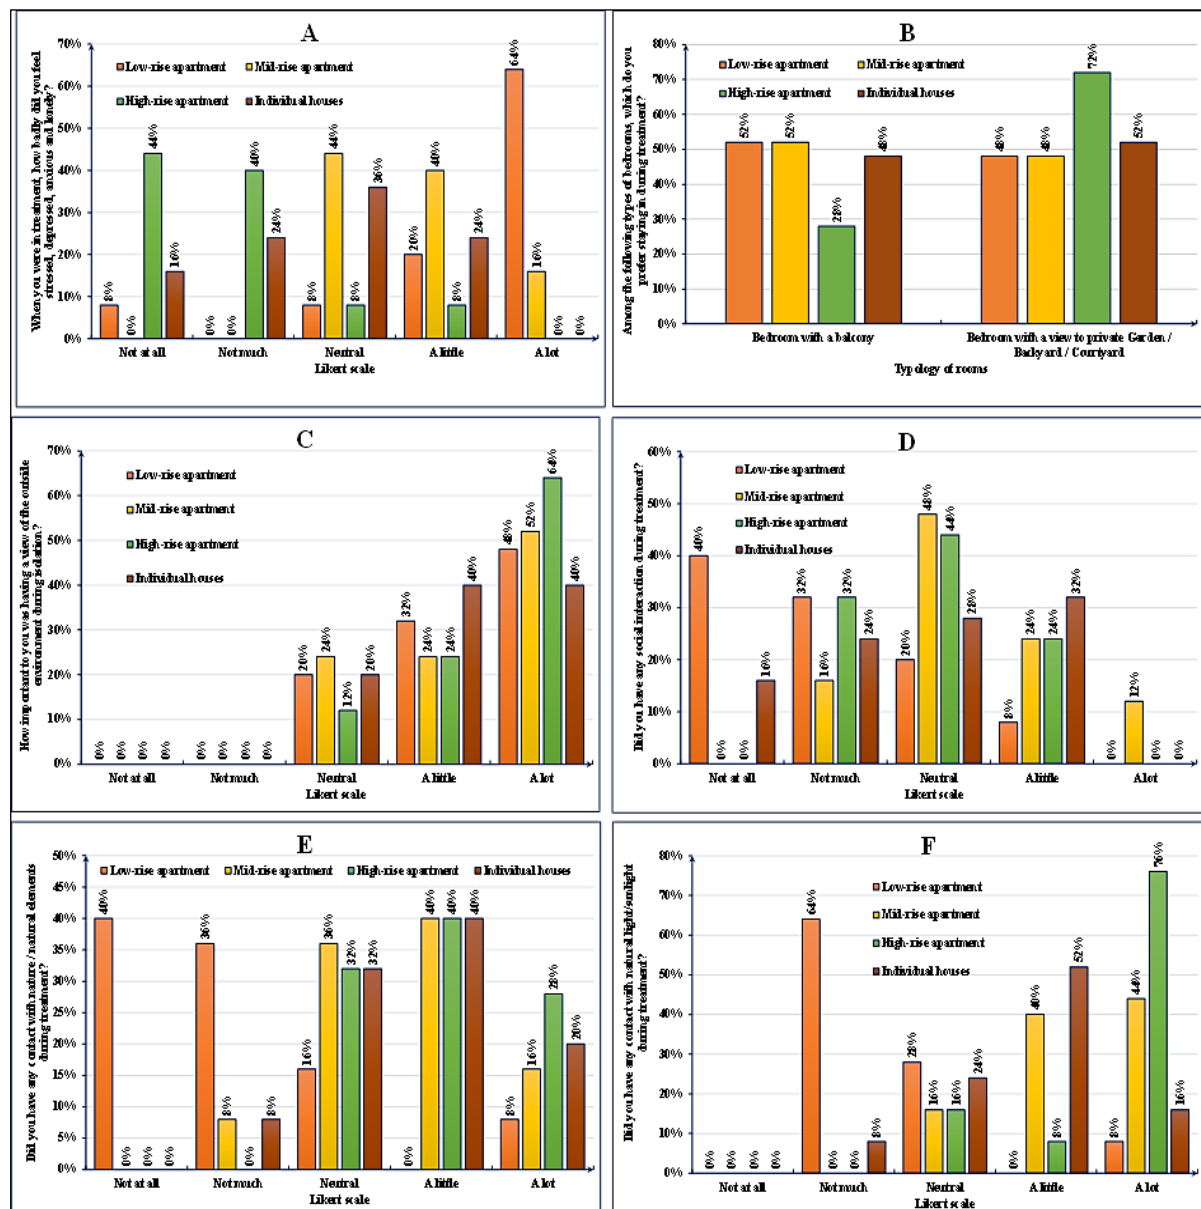 A
When you were in treatment, how badly did you feel
stressed, depressed, anxious and lonely?
70%
60%
50%
40%
30%
20%
10%
0%
Low-rise apartment
Mid-rise apartment
High-rise apartment
Individual houses
8%
0%
44%
16%
0%
0%
40%
24%
8%
44%
8%
36%
20%
40%
8%
24%
64%
16%
0%
0%
Not at all
Not much
Neutral
A little
A lot
Likert scale
B
Among the following types of bedrooms, which do you
prefer staying in during treatment?
80%
70%
60%
50%
40%
30%
20%
10%
0%
Low-rise apartment
Mid-rise apartment
High-rise apartment
Individual houses
52%
52%
28%
48%
48%
48%
72%
52%
Bedroom with a balcony
Bedroom with a view to private Garden /
Backyard / Courtyard
Typology of rooms
C
How important to you was having a view of the outside
environment during isolation?
70%
60%
50%
40%
30%
20%
10%
0%
Low-rise apartment
Mid-rise apartment
High-rise apartment
Individual houses
0%
0%
0%
0%
0%
0%
0%
0%
20%
24%
12%
20%
32%
24%
24%
40%
48%
52%
64%
40%
Not at all
Not much
Neutral
A little
A lot
Likert scale
D
Did you have any social interaction during treatment?
60%
50%
40%
30%
20%
10%
0%
Low-rise apartment
Mid-rise apartment
High-rise apartment
Individual houses
40%
0%
0%
16%
32%
16%
32%
24%
20%
48%
44%
28%
8%
24%
24%
32%
0%
12%
0%
0%
Not at all
Not much
Neutral
A little
A lot
Likert scale
E
Did you have any contact with nature / natural elements
during treatment?
50%
45%
40%
35%
30%
25%
20%
15%
10%
5%
0%
Low-rise apartment
Mid-rise apartment
High-rise apartment
Individual houses
40%
0%
0%
0%
36%
8%
0%
8%
16%
36%
32%
32%
0%
40%
40%
40%
8%
16%
28%
20%
Not at all
Not much
Neutral
A little
A lot
Likert scale
F
Did you have any contact with natural light/sunlight
during treatment?
80%
70%
60%
50%
40%
30%
20%
10%
0%
Low-rise apartment
Mid-rise apartment
High-rise apartment
Individual houses
0%
0%
0%
0%
64%
0%
0%
8%
28%
16%
16%
24%
0%
40%
8%
52%
8%
44%
76%
16%
Not at all
Not much
Neutral
A little
A lot
Likert scale